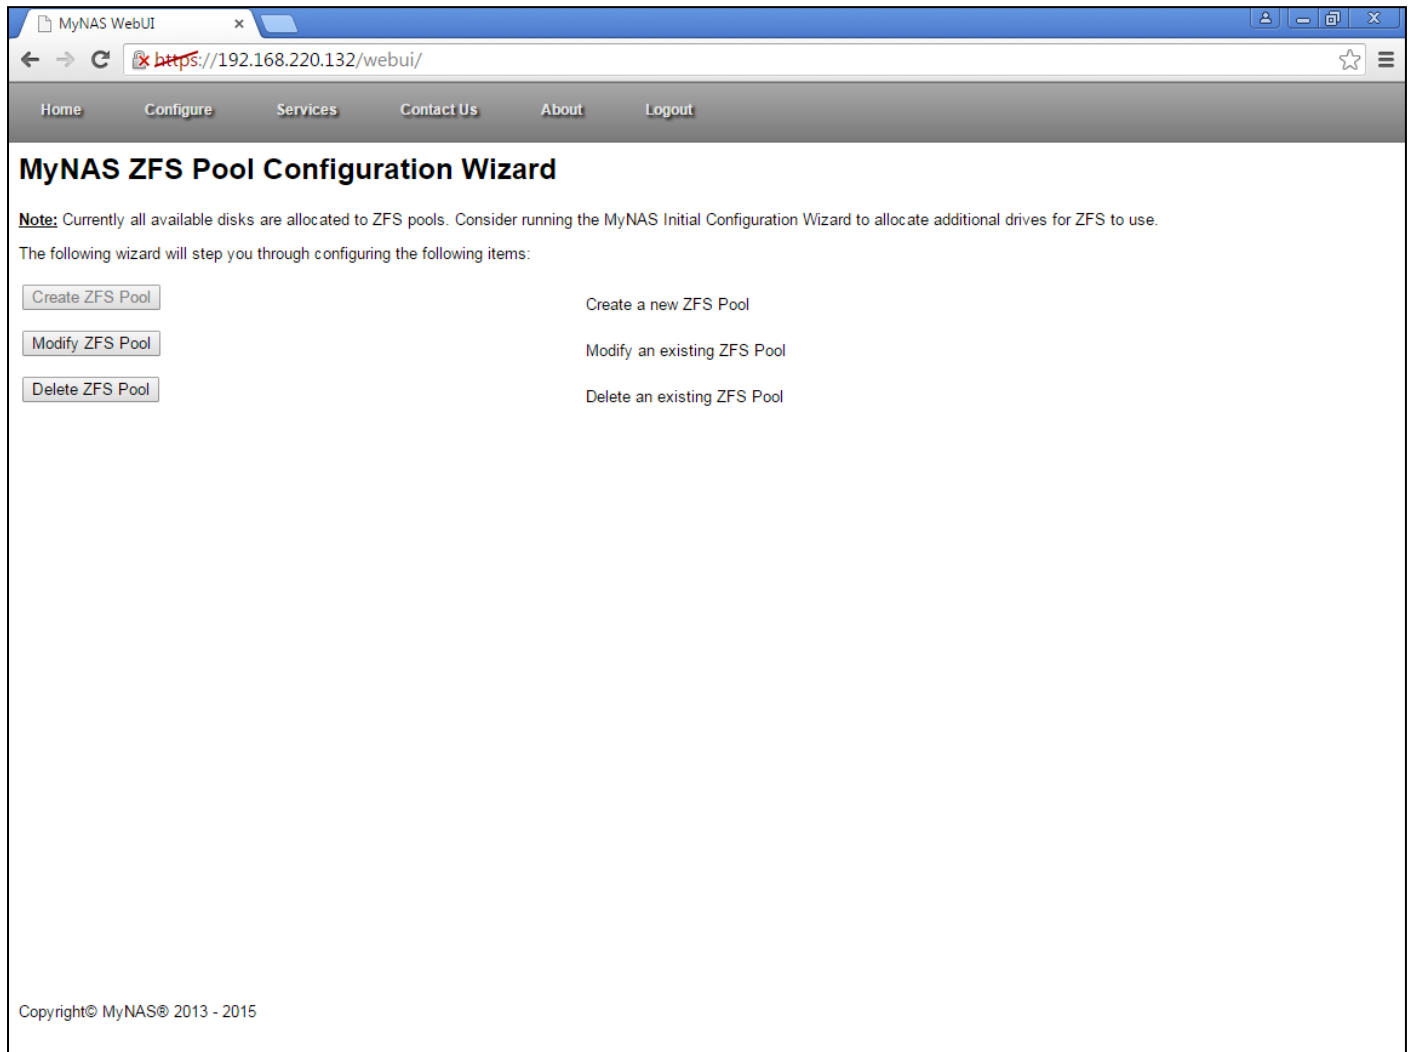 MyNAS WebUI
https://192.168.220.132/webui/
Home Configure Services Contact Us About Logout
MyNAS ZFS Pool Configuration Wizard
Note: Currently all available disks are allocated to ZFS pools. Consider running the MyNAS Initial Configuration Wizard to allocate additional drives for ZFS to use.
The following wizard will step you through configuring the following items:
Create ZFS Pool Create a new ZFS Pool
Modify ZFS Pool Modify an existing ZFS Pool
Delete ZFS Pool Delete an existing ZFS Pool
Copyright© MyNAS® 2013 - 2015